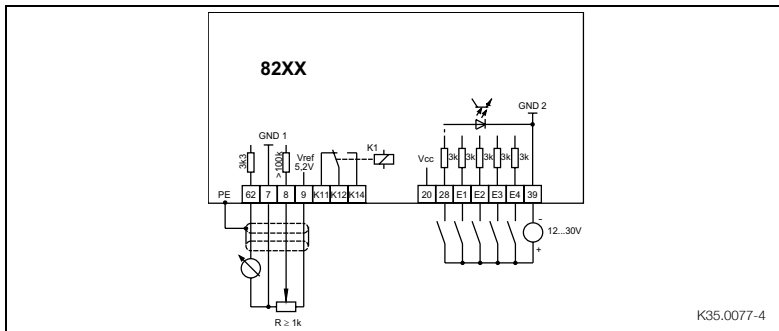 82XX
GND 2
GND 1
K1
3k3
>100k
Vref
5,2V
Vcc
3k
3k
3k
3k
3k
PE
62
7
8
9
K11
K12
K14
20
28
E1
E2
E3
E4
39
-
12...30V
+
R ≥ 1k
K35.0077-4